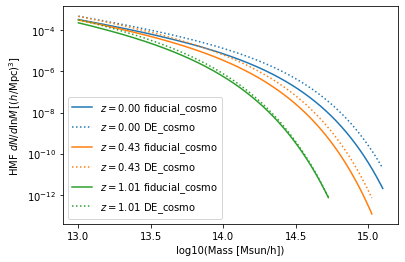 10⁻⁴
10⁻⁶
10⁻⁸
10⁻¹⁰
10⁻¹²
HMF dN/dlnM [(h/Mpc)³]
z = 0.00 fiducial_cosmo
z = 0.00 DE_cosmo
z = 0.43 fiducial_cosmo
z = 0.43 DE_cosmo
z = 1.01 fiducial_cosmo
z = 1.01 DE_cosmo
13.0 13.5 14.0 14.5 15.0
log10(Mass [Msun/h])